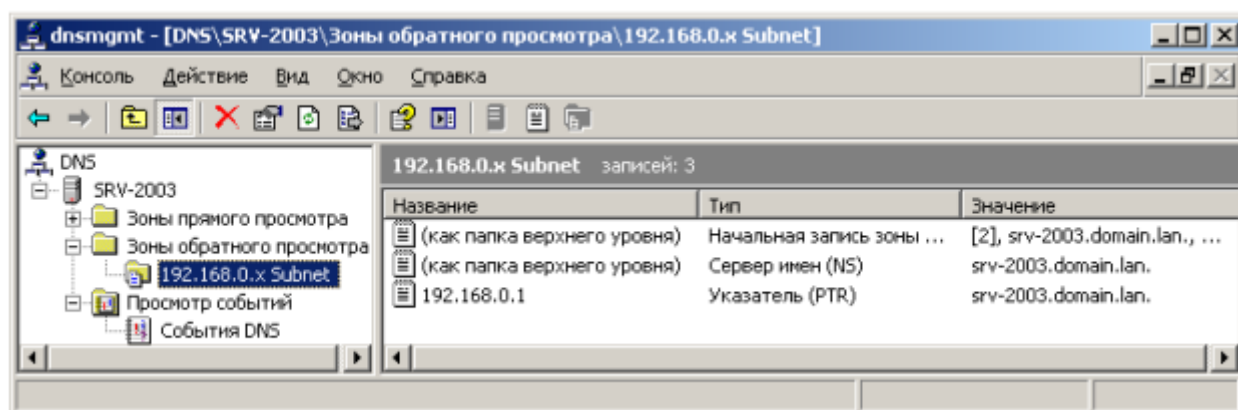 dnsmgmt - [DNS\SRV-2003\Зоны обратного просмотра\192.168.0.x Subnet]
Консоль Действие Вид Окно Справка
DNS
SRV-2003
Зоны прямого просмотра
Зоны обратного просмотра
192.168.0.x Subnet
Просмотр событий
События DNS
192.168.0.x Subnet записей: 3
Название Тип Значение
(как папка верхнего уровня) Начальная запись зоны ... [2], srv-2003.domain.lan., ...
(как папка верхнего уровня) Сервер имен (NS) srv-2003.domain.lan.
192.168.0.1 Указатель (PTR) srv-2003.domain.lan.